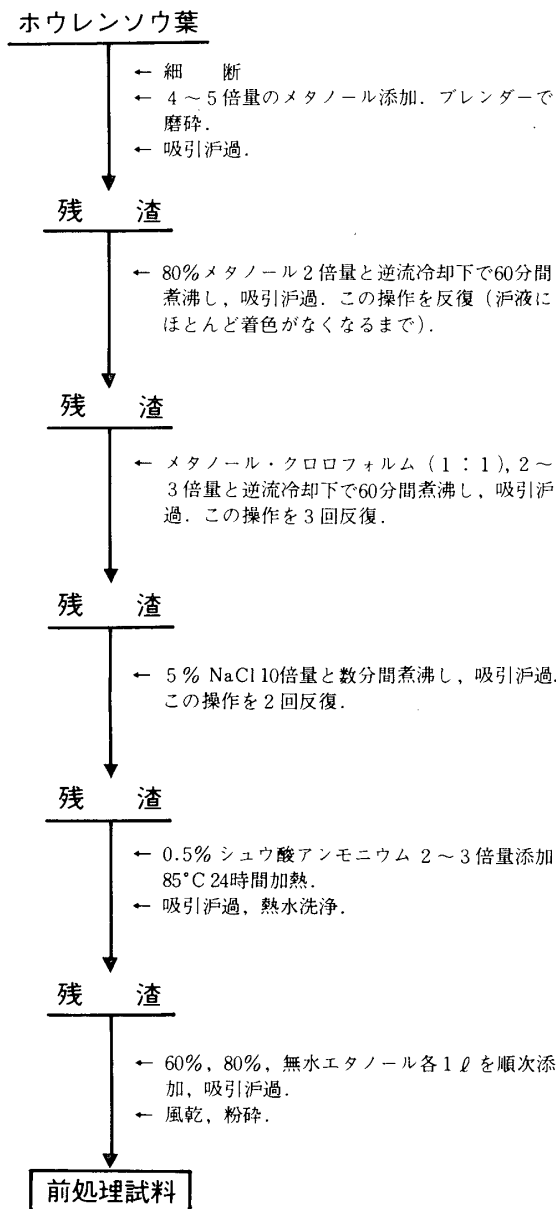 ホウレンソウ葉
← 細　断
← 4～5倍量のメタノール添加．ブレンダーで
磨砕．
← 吸引沪過．
残　渣
← 80%メタノール2倍量と逆流冷却下で60分間
煮沸し，吸引沪過．この操作を反復（沪液に
ほとんど着色がなくなるまで）．
残　渣
← メタノール・クロロフォルム（1：1），2～
3倍量と逆流冷却下で60分間煮沸し，吸引沪
過．この操作を3回反復．
残　渣
← 5% NaCl 10倍量と数分間煮沸し，吸引沪過．
この操作を2回反復．
残　渣
← 0.5% シュウ酸アンモニウム 2～3倍量添加
85°C 24時間加熱．
← 吸引沪過，熱水洗浄．
残　渣
← 60%，80%，無水エタノール各1ℓを順次添
加，吸引沪過．
← 風乾，粉砕．
前処理試料